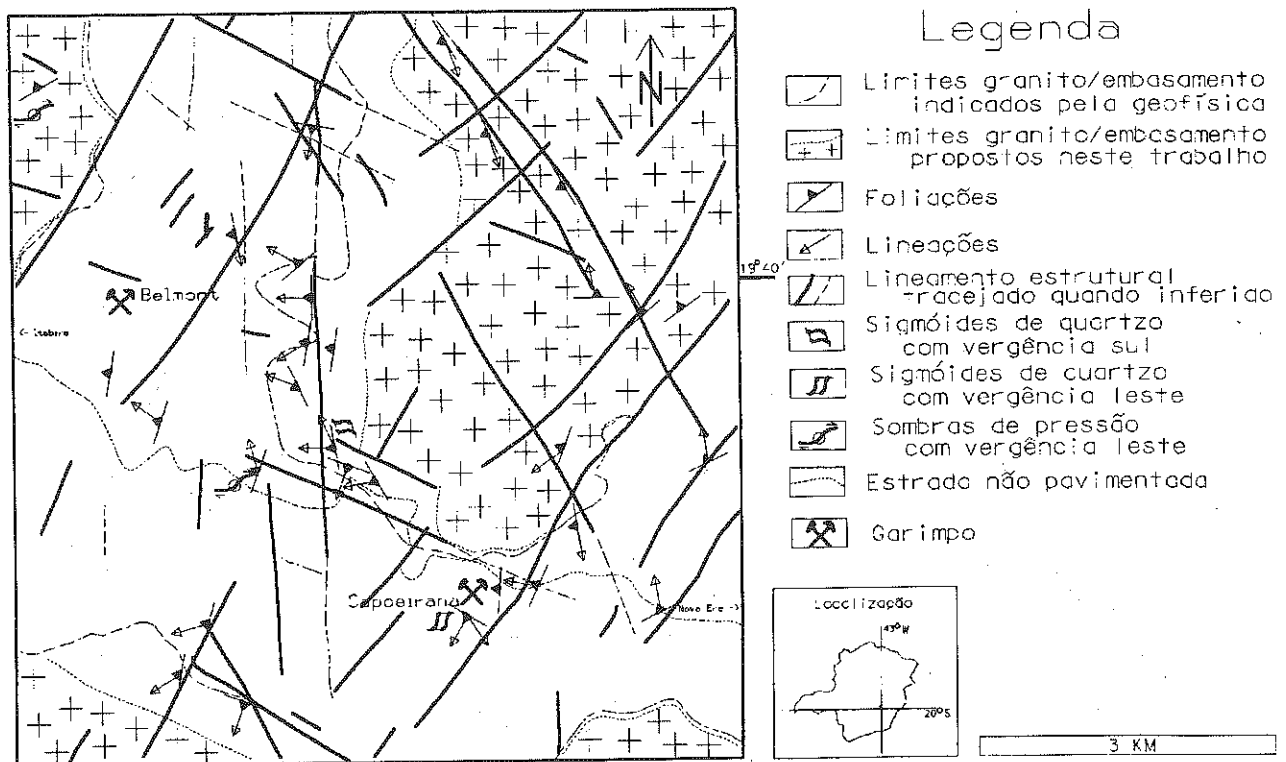 N
Belmont
<- Itabira
Capoeirana
Nova Era ->
19°40'
Legenda
Limites granito/embasamento
indicados pela geofísica
Limites granito/embasamento
propostos neste trabalho
Foliações
Lineações
Lineamento estrutural
tracejado quando inferido
Sigmóides de quartzo
com vergência sul
Sigmóides de quartzo
com vergência leste
Sombras de pressão
com vergência leste
Estrada não pavimentada
Garimpo
Localização
43°W
20°S
3 KM